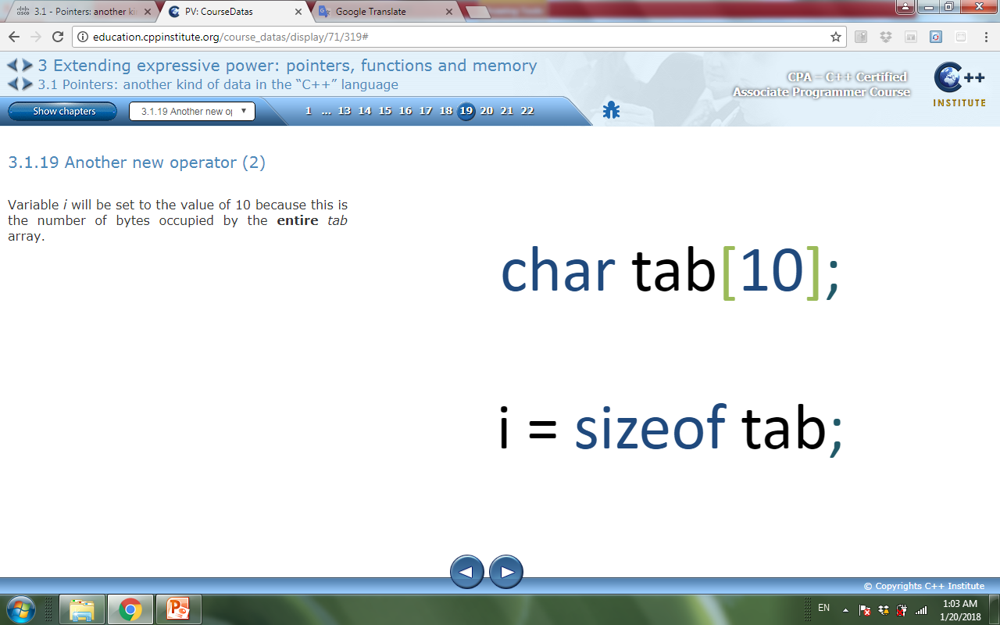 3.1 - Pointers: another ki
PV: CourseDatas
Google Translate
education.cppinstitute.org/course_datas/display/71/319#
3 Extending expressive power: pointers, functions and memory
3.1 Pointers: another kind of data in the “C++” language
CPA – C++ Certified
Associate Programmer Course
C++
INSTITUTE
Show chapters
3.1.19 Another new o
1 ... 13 14 15 16 17 18 19 20 21 22
3.1.19 Another new operator (2)
Variable i will be set to the value of 10 because this is
the number of bytes occupied by the entire tab
array.
char tab[10];
i = sizeof tab;
© Copyrights C++ Institute
EN
1:03 AM
1/20/2018